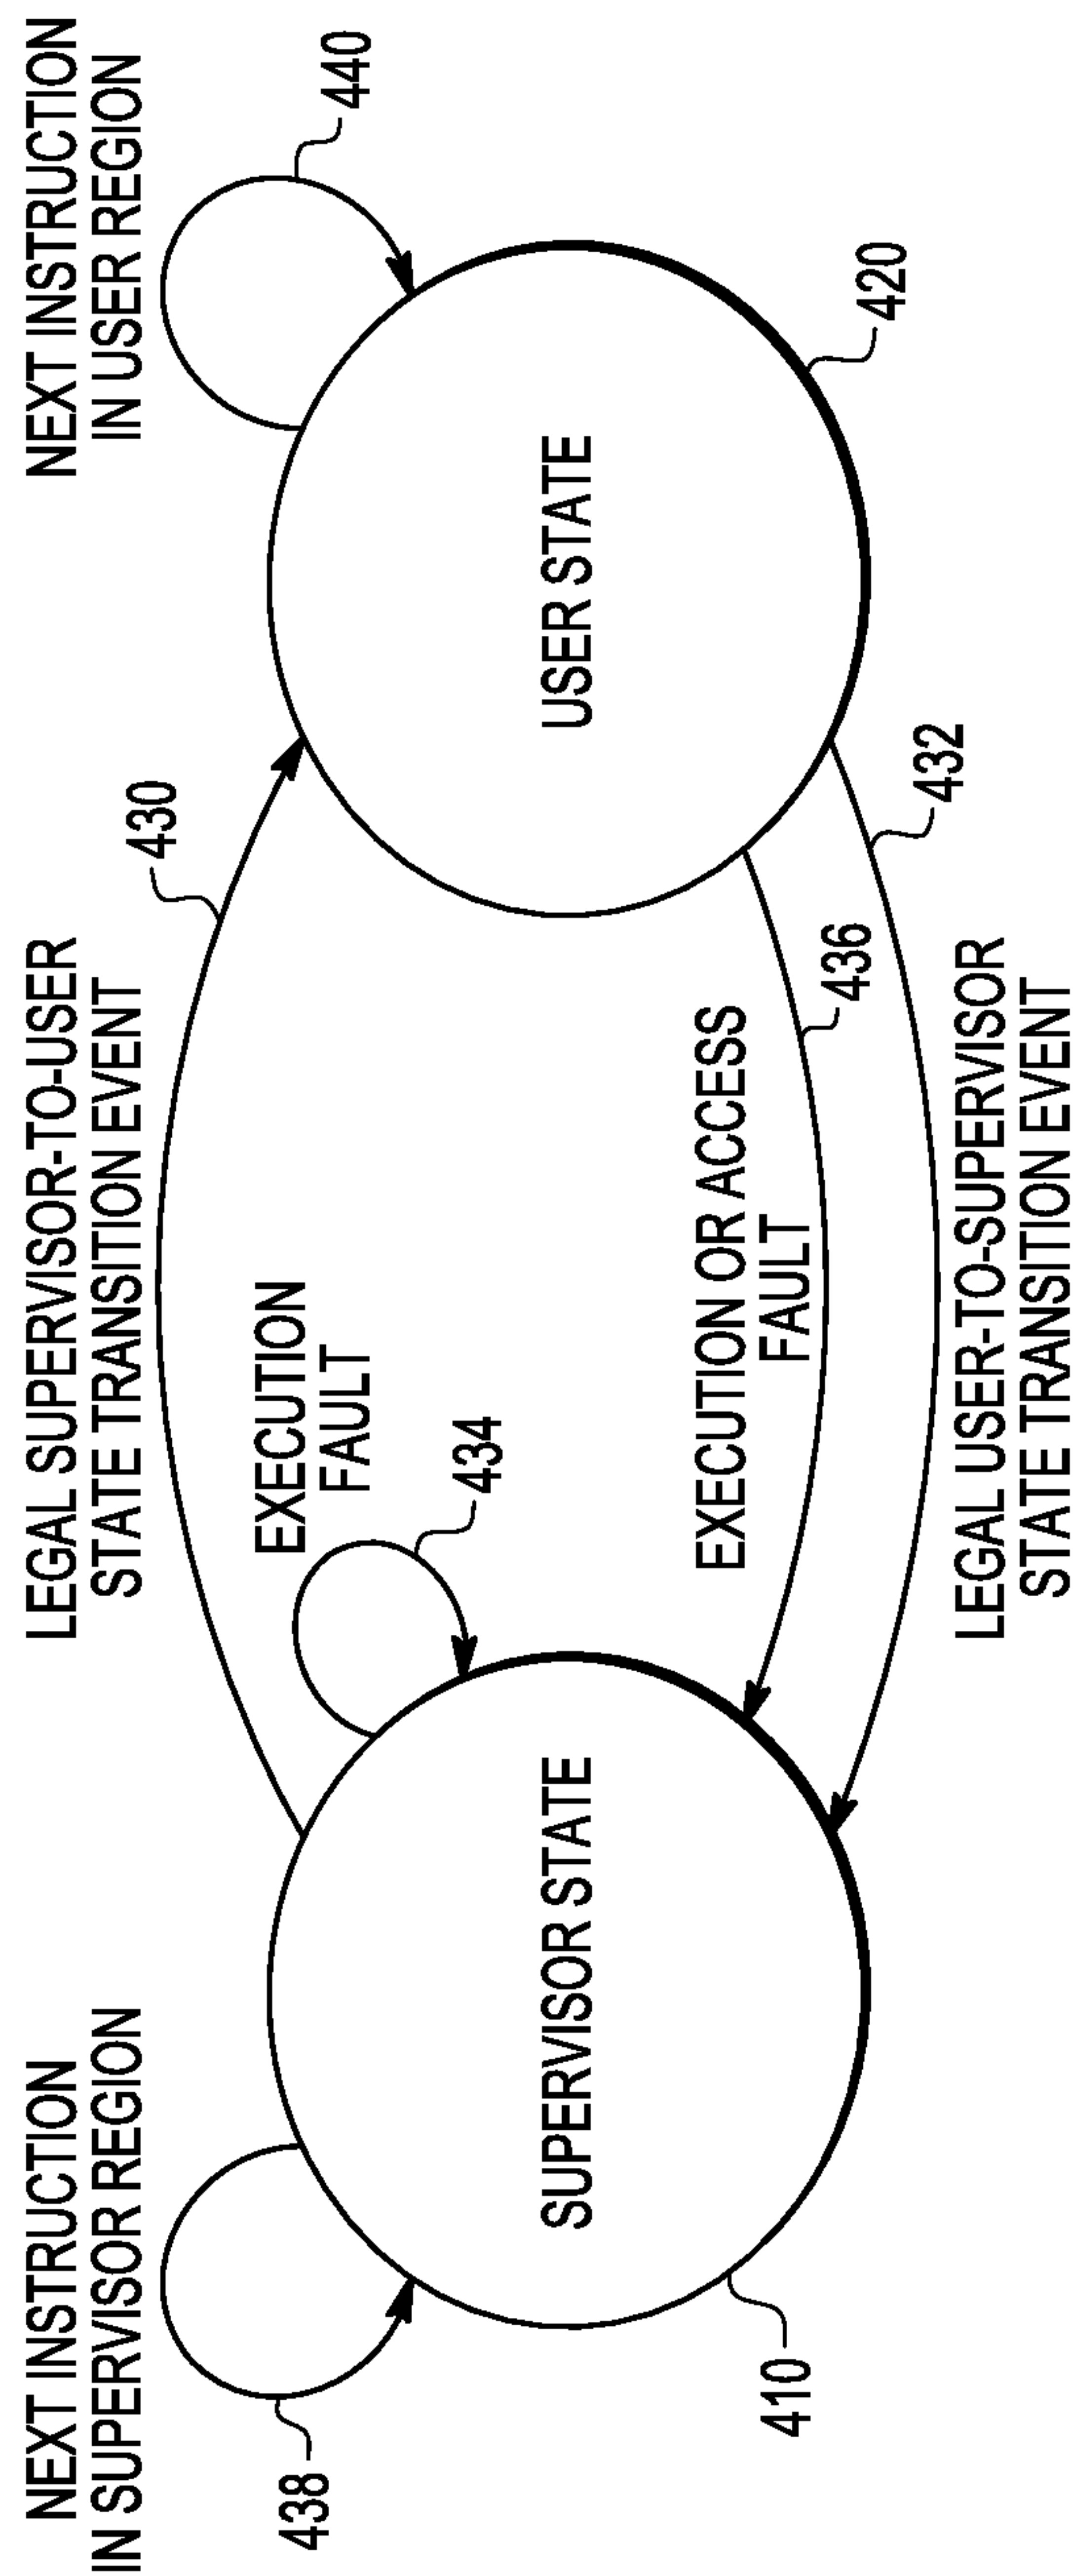 NEXT INSTRUCTION
IN SUPERVISOR REGION
438
LEGAL SUPERVISOR-TO-USER
STATE TRANSITION EVENT
430
NEXT INSTRUCTION
IN USER REGION
440
EXECUTION
FAULT
434
SUPERVISOR STATE
410
USER STATE
420
EXECUTION OR ACCESS
FAULT
436
432
LEGAL USER-TO-SUPERVISOR
STATE TRANSITION EVENT